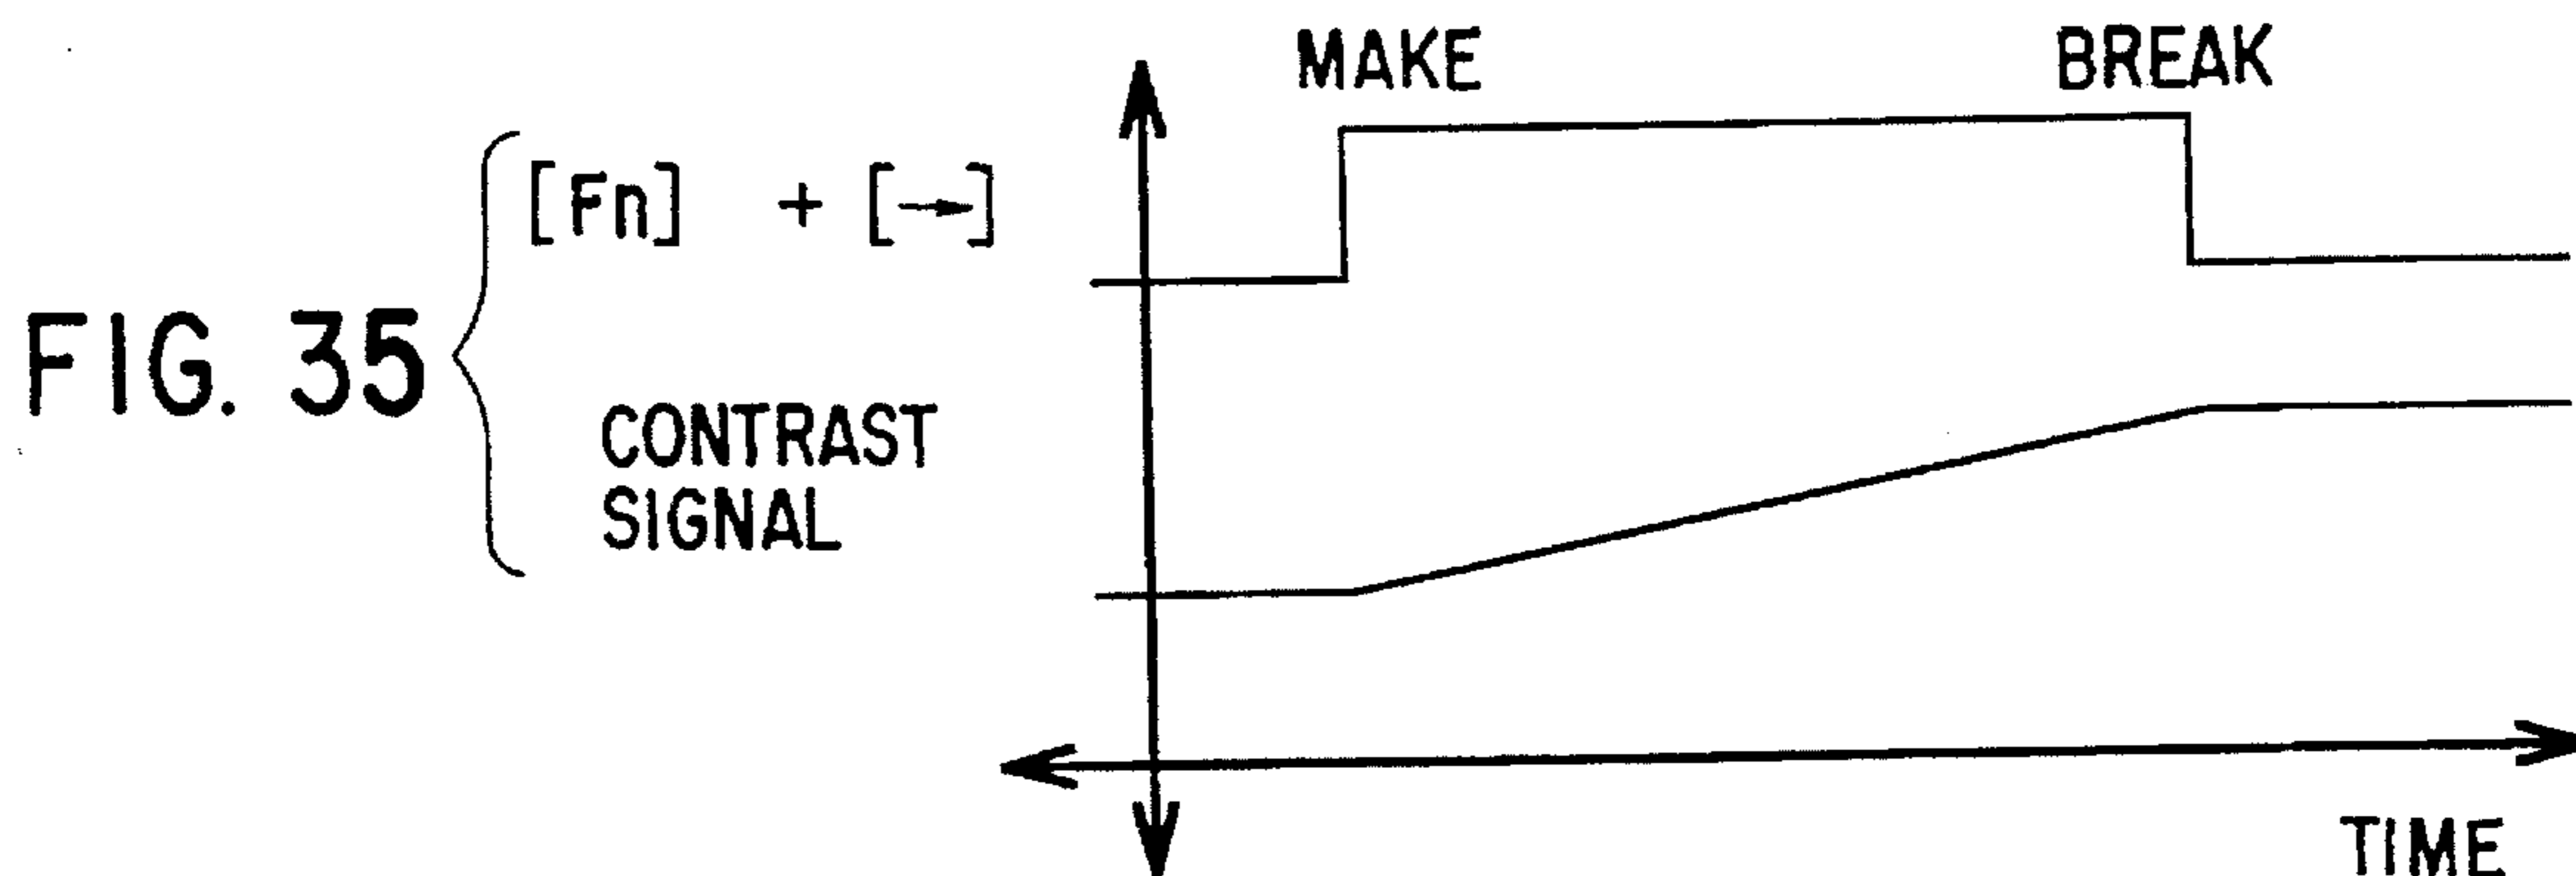 MAKE
BREAK
[Fn] + [→]
FIG. 35
CONTRAST
SIGNAL
TIME